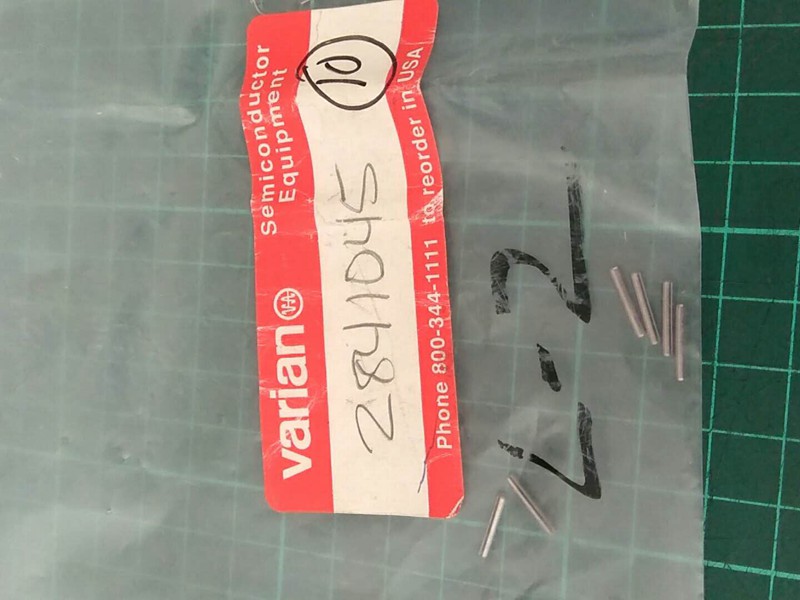 varian
Semiconductor
Equipment
2841045
10
Phone 800-344-1111 to reorder in USA
L-2